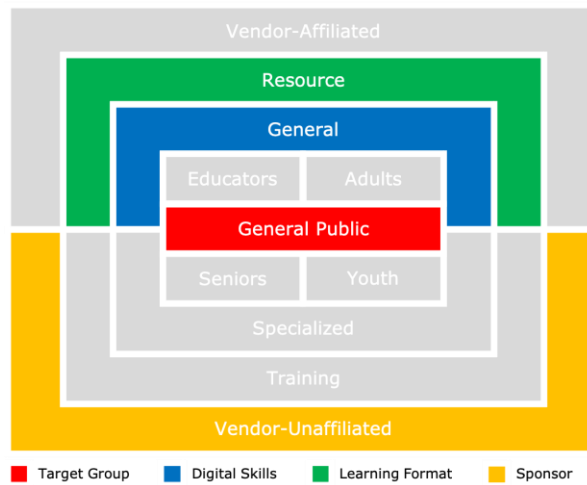 Vendor-Affiliated
Resource
General
Educators Adults
General Public
Seniors Youth
Specialized
Training
Vendor-Unaffiliated
Target Group Digital Skills Learning Format Sponsor